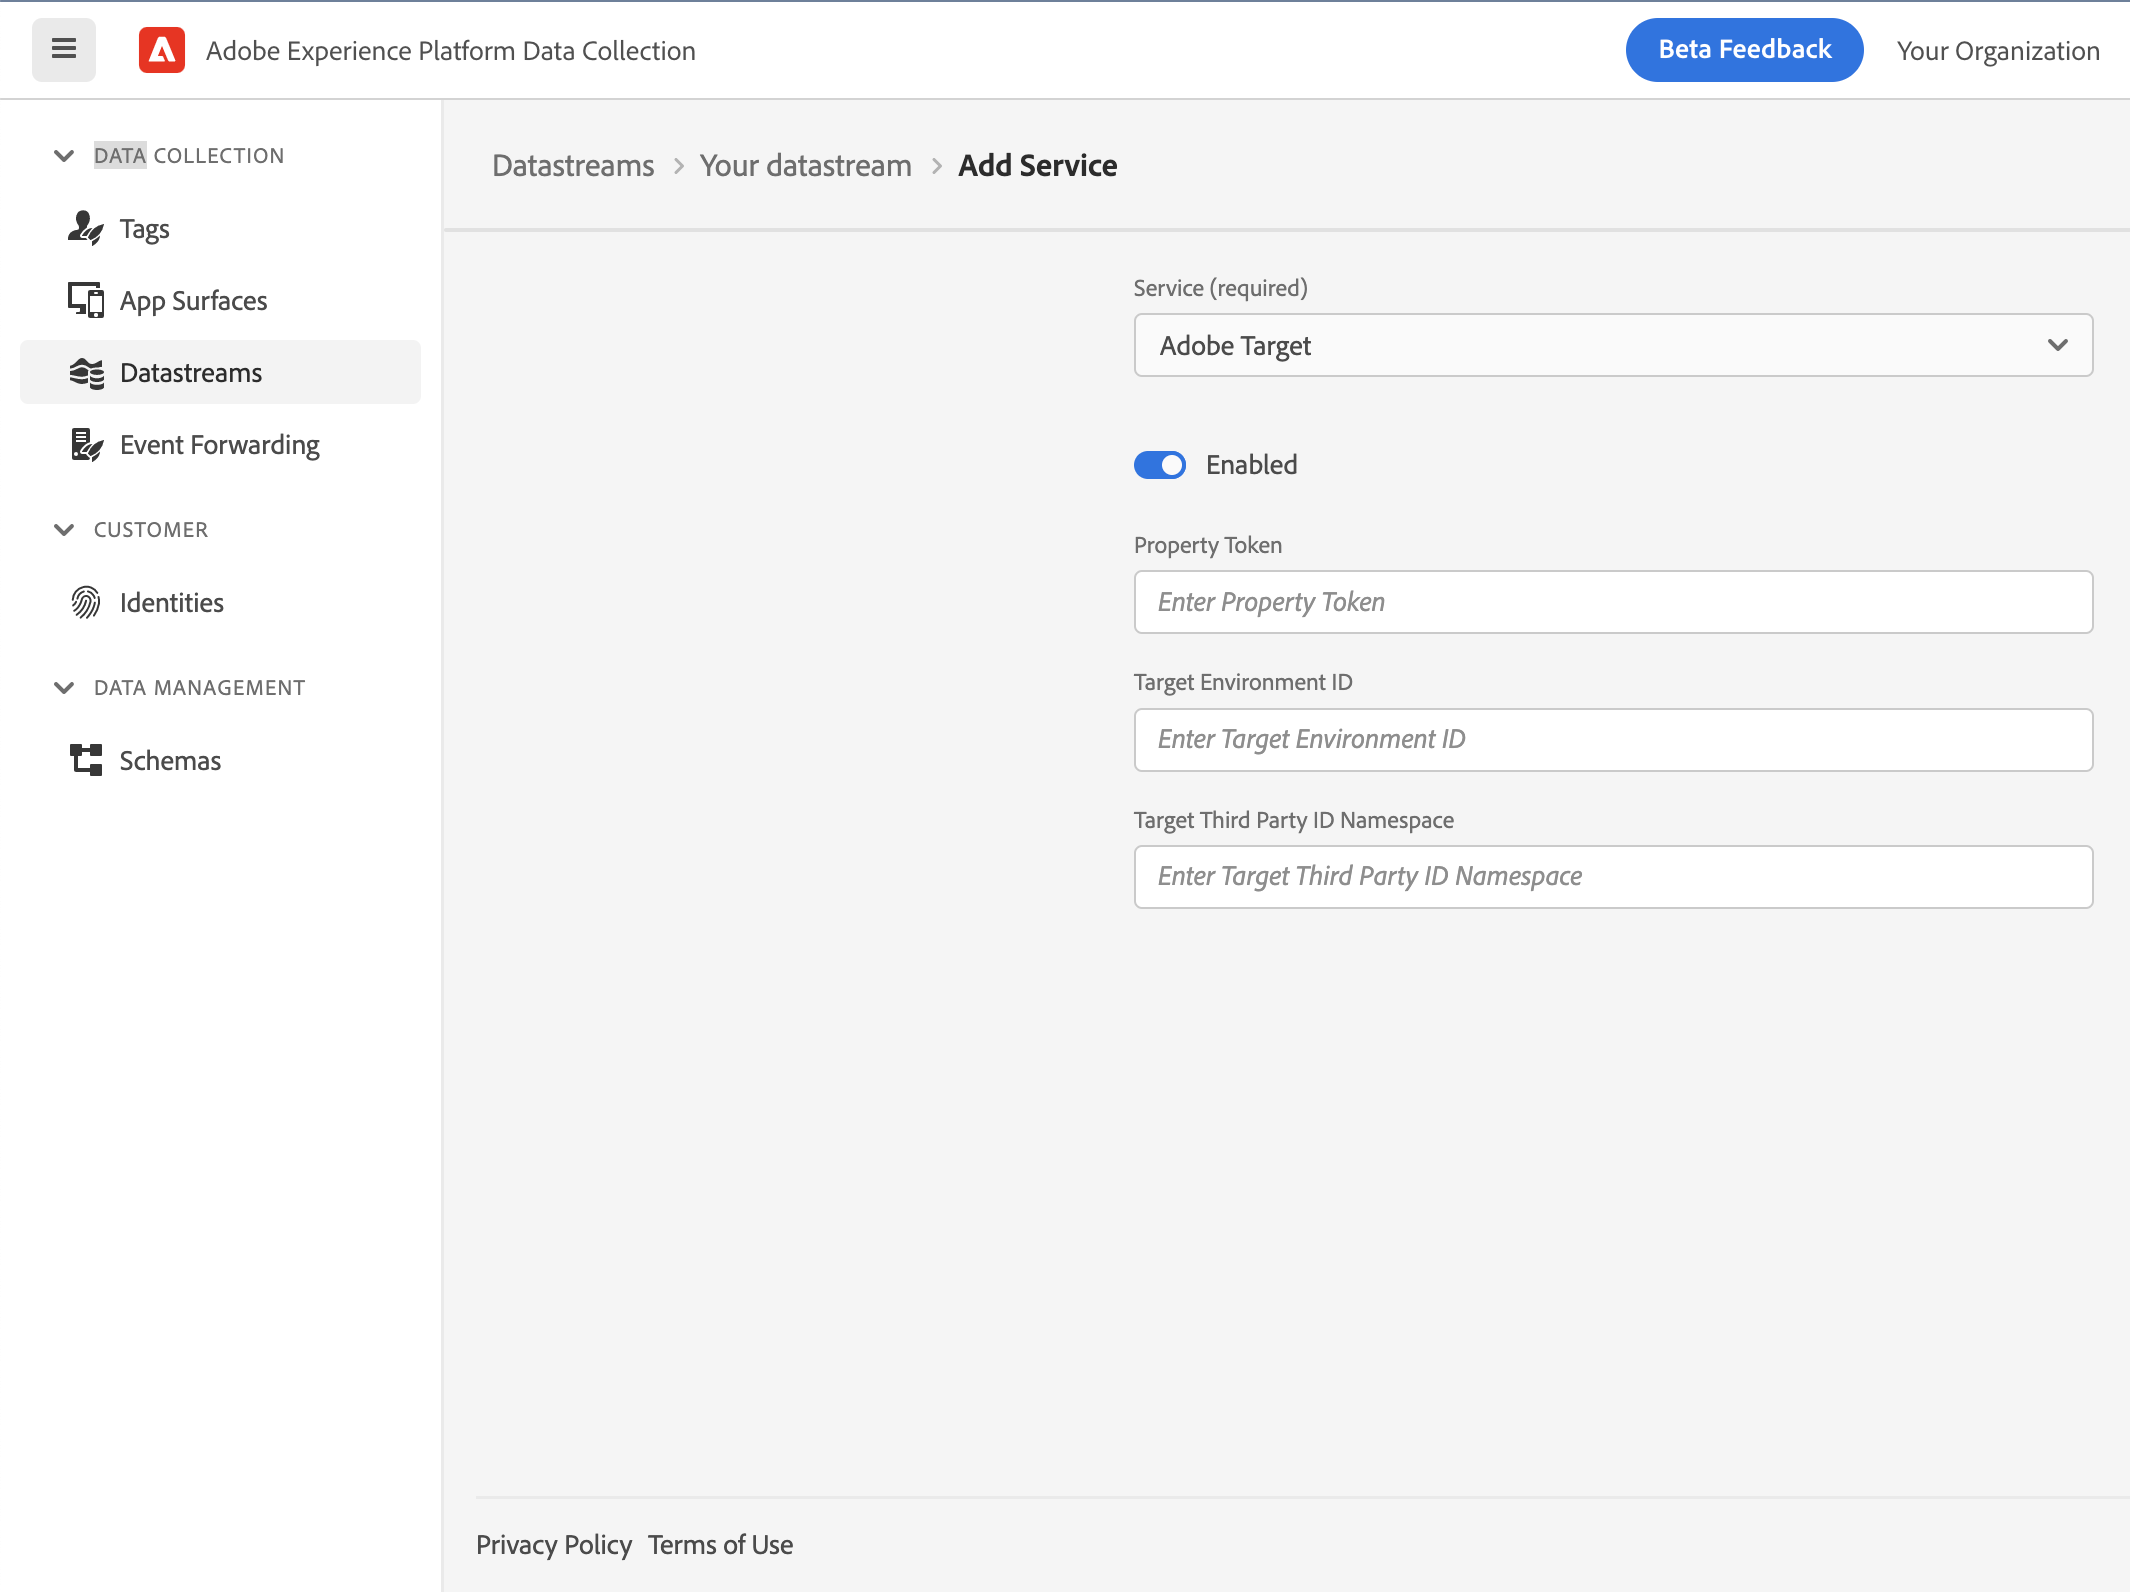 Adobe Experience Platform Data Collection
Beta Feedback
Your Organization
DATA COLLECTION
Tags
App Surfaces
Datastreams
Event Forwarding
CUSTOMER
Identities
DATA MANAGEMENT
Schemas
Datastreams > Your datastream > Add Service
Service (required)
Adobe Target
Enabled
Property Token
Enter Property Token
Target Environment ID
Enter Target Environment ID
Target Third Party ID Namespace
Enter Target Third Party ID Namespace
Privacy Policy Terms of Use